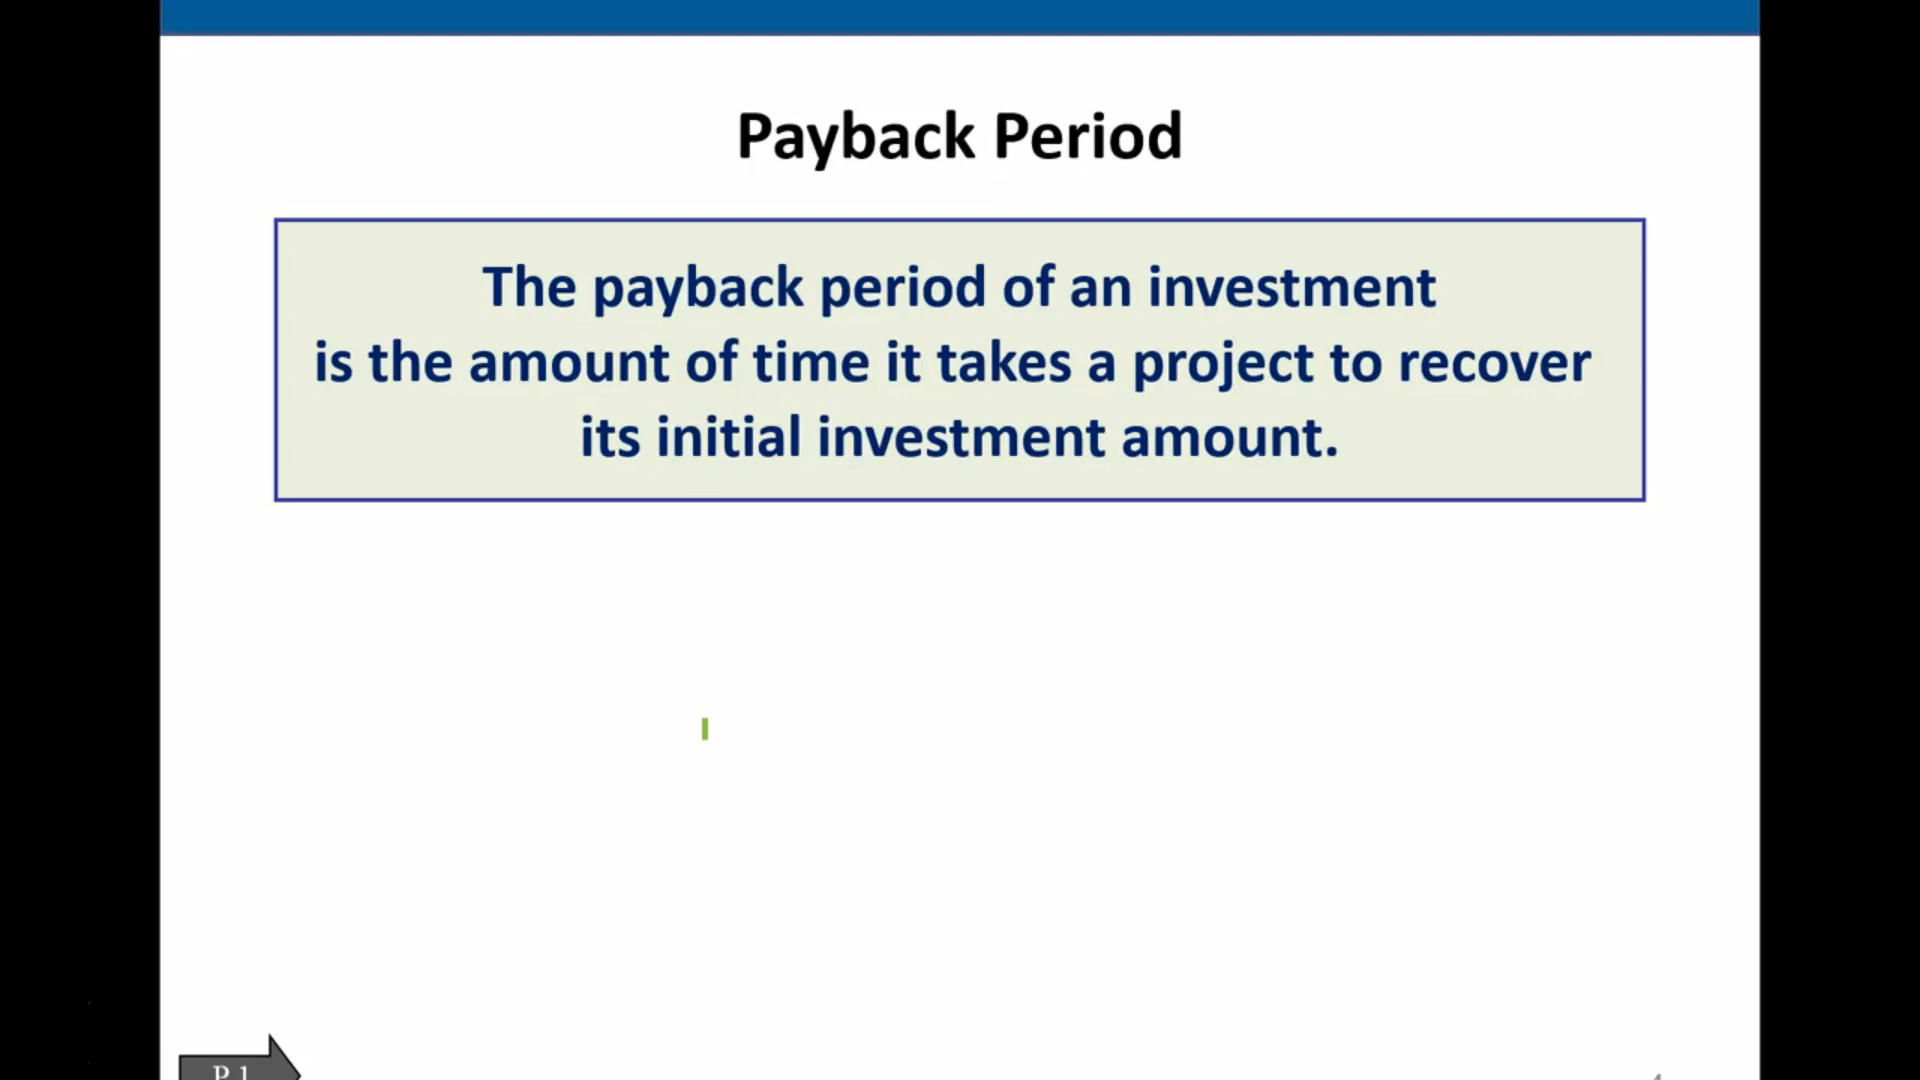 Payback Period
The payback period of an investment
is the amount of time it takes a project to recover
its initial investment amount.
P 1